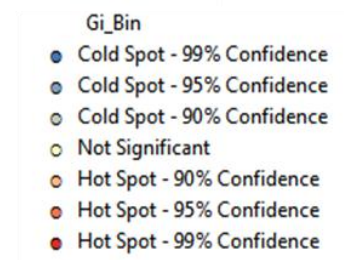 Gi_Bin
Cold Spot - 99% Confidence
Cold Spot - 95% Confidence
Cold Spot - 90% Confidence
Not Significant
Hot Spot - 90% Confidence
Hot Spot - 95% Confidence
Hot Spot - 99% Confidence